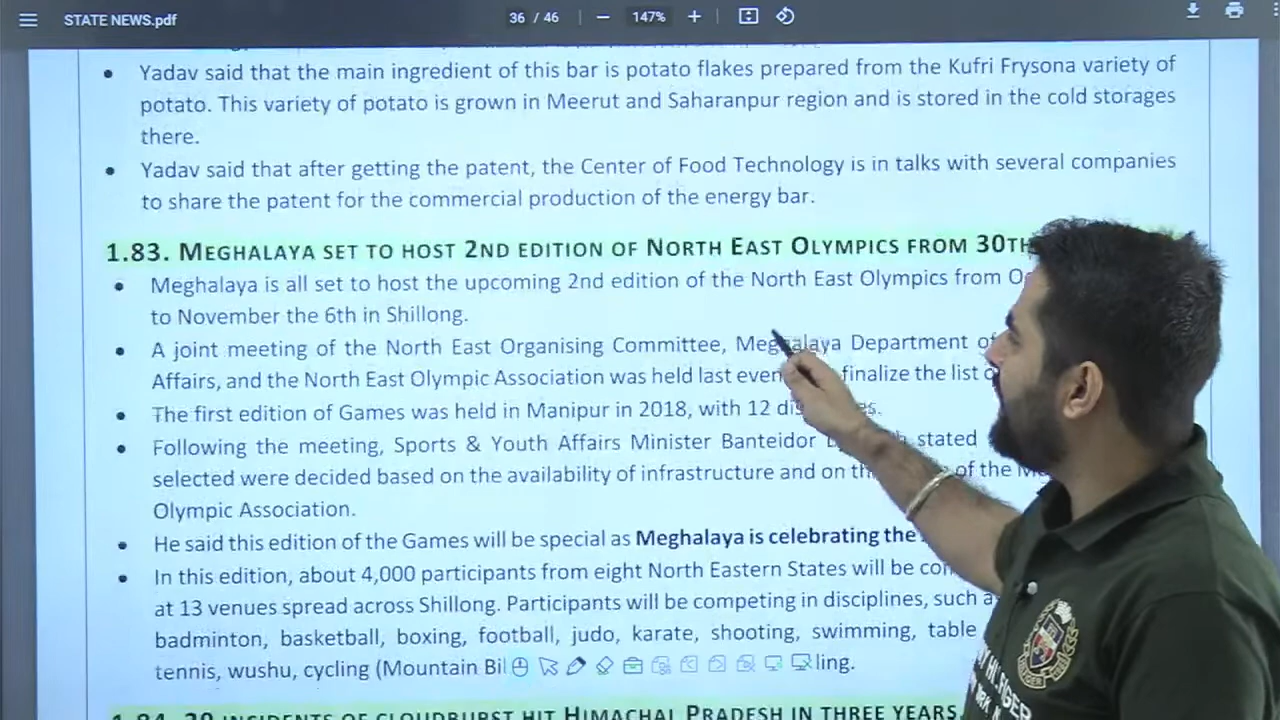 STATE NEWS.pdf 36 / 46 147%
Yadav said that the main ingredient of this bar is potato flakes prepared from the Kufri Frysona variety of
potato. This variety of potato is grown in Meerut and Saharanpur region and is stored in the cold storages
there.
Yadav said that after getting the patent, the Center of Food Technology is in talks with several companies
to share the patent for the commercial production of the energy bar.
1.83. MEGHALAYA SET TO HOST 2ND EDITION OF NORTH EAST OLYMPICS FROM 30TH
Meghalaya is all set to host the upcoming 2nd edition of the North East Olympics from
to November the 6th in Shillong.
A joint meeting of the North East Organising Committee, Meghalaya Department of
Affairs, and the North East Olympic Association was held last finalize the list
The first edition of Games was held in Manipur in 2018, with 12
Following the meeting, Sports & Youth Affairs Minister Banteidor stated
selected were decided based on the availability of infrastructure and on of the
Olympic Association.
He said this edition of the Games will be special as Meghalaya is celebrating the
In this edition, about 4,000 participants from eight North Eastern States will be
at 13 venues spread across Shillong. Participants will be competing in disciplines, such
badminton, basketball, boxing, football, judo, karate, shooting, swimming, table
tennis, wushu, cycling (Mountain ling.
1.84. 20 INCIDENTS OF CLOUDBURST HIT HIMACHAL PRADESH IN THREE YEARS.